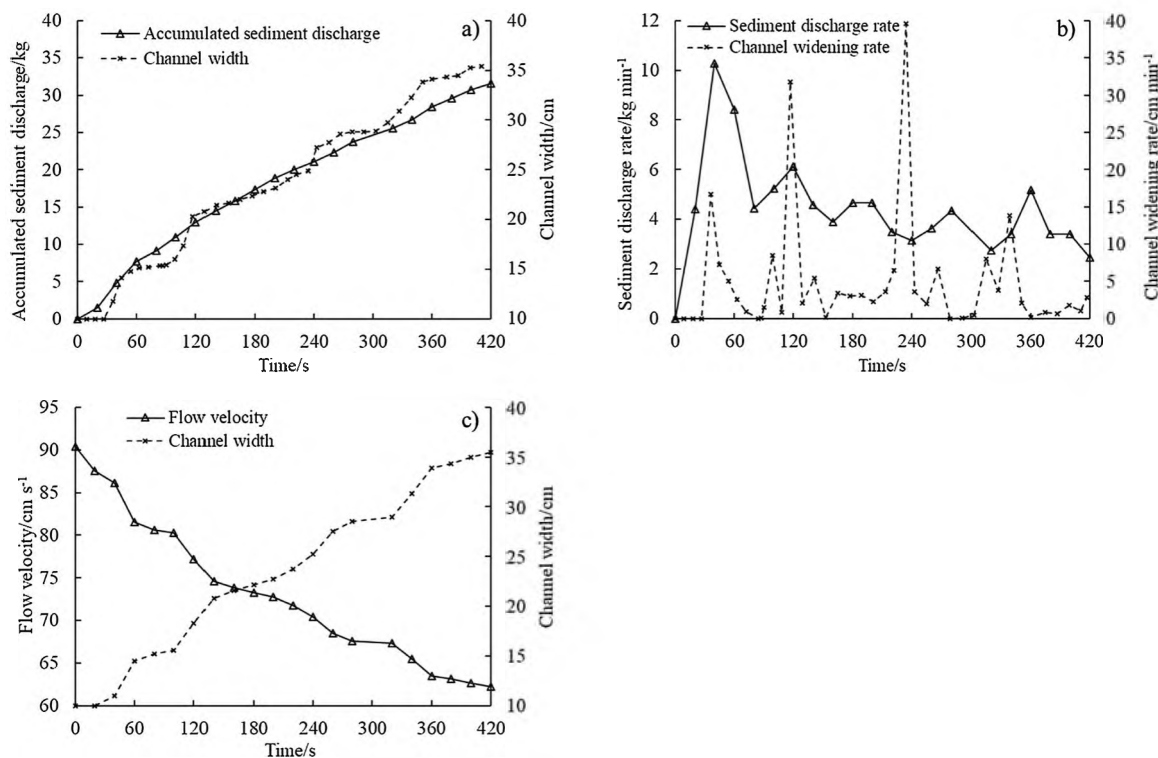 a)
Accumulated sediment discharge
Channel width
Accumulated sediment discharge/kg
40
35
30
25
20
15
10
5
0
Channel width/cm
40
35
30
25
20
15
10
0 60 120 180 240 300 360 420
Time/s
b)
Sediment discharge rate
Channel widening rate
Sediment discharge rate/kg min⁻¹
12
10
8
6
4
2
0
Channel widening rate/cm min⁻¹
40
35
30
25
20
15
10
5
0
0 60 120 180 240 300 360 420
Time/s
c)
Flow velocity
Channel width
Flow velocity/cm s⁻¹
95
90
85
80
75
70
65
60
Channel width/cm
40
35
30
25
20
15
10
0 60 120 180 240 300 360 420
Time/s